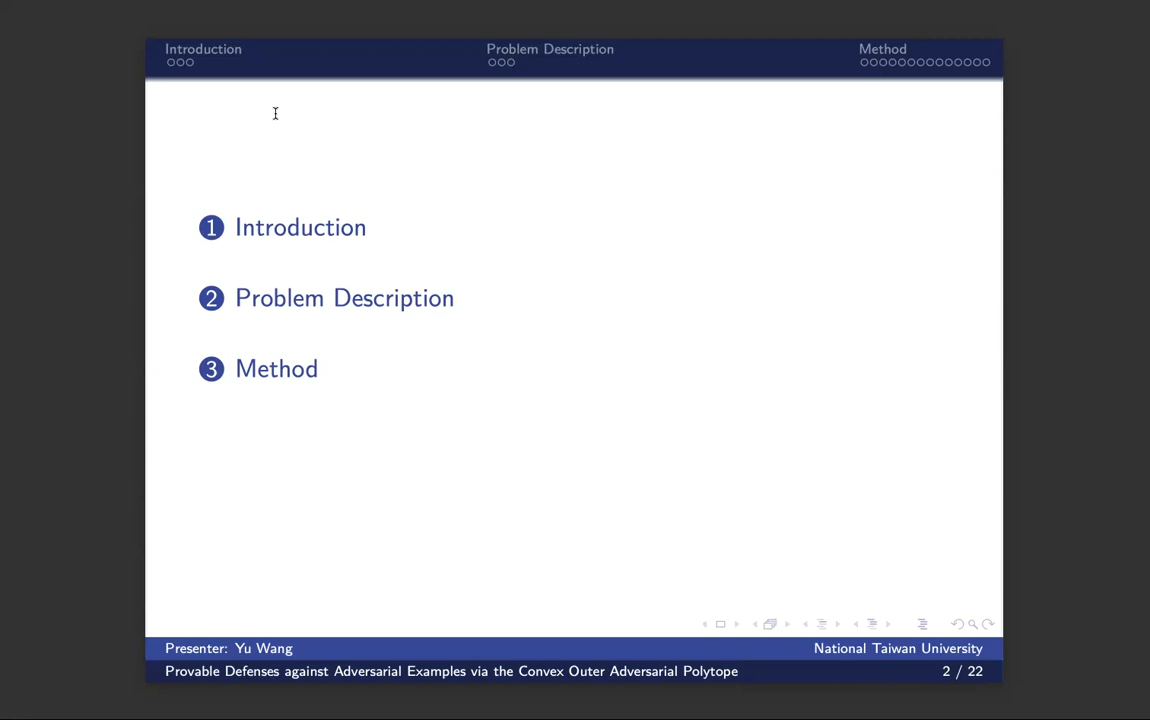 Introduction
Problem Description
Method
1 Introduction
2 Problem Description
3 Method
Presenter: Yu Wang
National Taiwan University
Provable Defenses against Adversarial Examples via the Convex Outer Adversarial Polytope
2 / 22